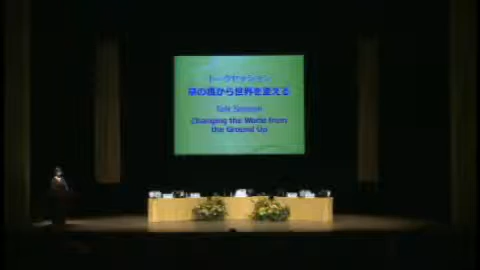 トークセッション
草の根から世界を変える
Talk Session
Changing the World from
the Ground Up